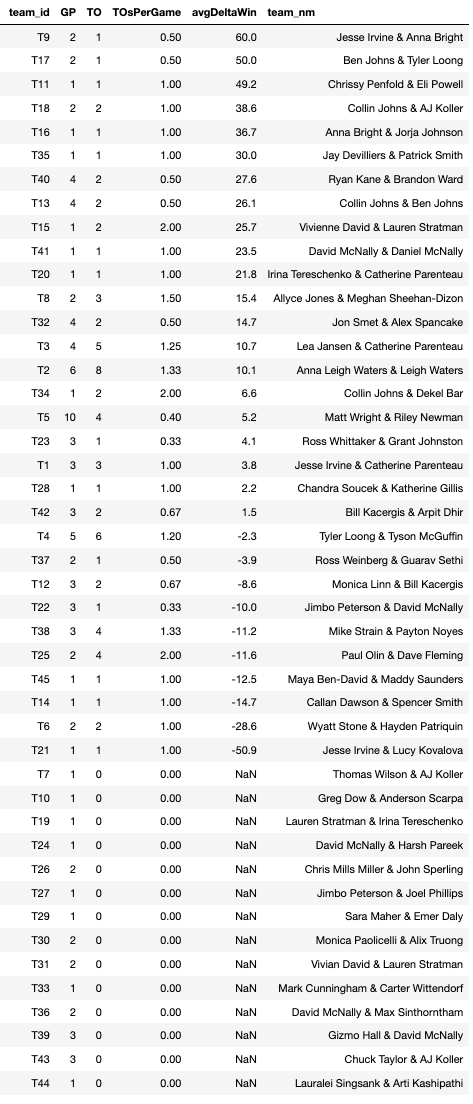 team_id GP TO TOsPerGame avgDeltaWin team_nm
T9 2 1 0.50 60.0 Jesse Irvine & Anna Bright
T17 2 1 0.50 50.0 Ben Johns & Tyler Loong
T11 1 1 1.00 49.2 Chrissy Penfold & Eli Powell
T18 2 2 1.00 38.6 Collin Johns & AJ Koller
T16 1 1 1.00 36.7 Anna Bright & Jorja Johnson
T35 1 1 1.00 30.0 Jay Devilliers & Patrick Smith
T40 4 2 0.50 27.6 Ryan Kane & Brandon Ward
T13 4 2 0.50 26.1 Collin Johns & Ben Johns
T15 1 2 2.00 25.7 Vivienne David & Lauren Stratman
T41 1 1 1.00 23.5 David McNally & Daniel McNally
T20 1 1 1.00 21.8 Irina Tereschenko & Catherine Parenteau
T8 2 3 1.50 15.4 Allyce Jones & Meghan Sheehan-Dizon
T32 4 2 0.50 14.7 Jon Smet & Alex Spancake
T3 4 5 1.25 10.7 Lea Jansen & Catherine Parenteau
T2 6 8 1.33 10.1 Anna Leigh Waters & Leigh Waters
T34 1 2 2.00 6.6 Collin Johns & Dekel Bar
T5 10 4 0.40 5.2 Matt Wright & Riley Newman
T23 3 1 0.33 4.1 Ross Whittaker & Grant Johnston
T1 3 3 1.00 3.8 Jesse Irvine & Catherine Parenteau
T28 1 1 1.00 2.2 Chandra Soucek & Katherine Gillis
T42 3 2 0.67 1.5 Bill Kacergis & Arpit Dhir
T4 5 6 1.20 -2.3 Tyler Loong & Tyson McGuffin
T37 2 1 0.50 -3.9 Ross Weinberg & Guarav Sethi
T12 3 2 0.67 -8.6 Monica Linn & Bill Kacergis
T22 3 1 0.33 -10.0 Jimbo Peterson & David McNally
T38 3 4 1.33 -11.2 Mike Strain & Payton Noyes
T25 2 4 2.00 -11.6 Paul Olin & Dave Fleming
T45 1 1 1.00 -12.5 Maya Ben-David & Maddy Saunders
T14 1 1 1.00 -14.7 Callan Dawson & Spencer Smith
T6 2 2 1.00 -28.6 Wyatt Stone & Hayden Patriquin
T21 1 1 1.00 -50.9 Jesse Irvine & Lucy Kovalova
T7 1 0 0.00 NaN Thomas Wilson & AJ Koller
T10 1 0 0.00 NaN Greg Dow & Anderson Scarpa
T19 1 0 0.00 NaN Lauren Stratman & Irina Tereschenko
T24 1 0 0.00 NaN David McNally & Harsh Pareek
T26 2 0 0.00 NaN Chris Mills Miller & John Sperling
T27 1 0 0.00 NaN Jimbo Peterson & Joel Phillips
T29 1 0 0.00 NaN Sara Maher & Emer Daly
T30 2 0 0.00 NaN Monica Paolicelli & Alix Truong
T31 2 0 0.00 NaN Vivian David & Lauren Stratman
T33 1 0 0.00 NaN Mark Cunningham & Carter Wittendorf
T36 2 0 0.00 NaN David McNally & Max Sinthorntham
T39 3 0 0.00 NaN Gizmo Hall & David McNally
T43 3 0 0.00 NaN Chuck Taylor & AJ Koller
T44 1 0 0.00 NaN Lauralei Singsank & Arti Kashipathi